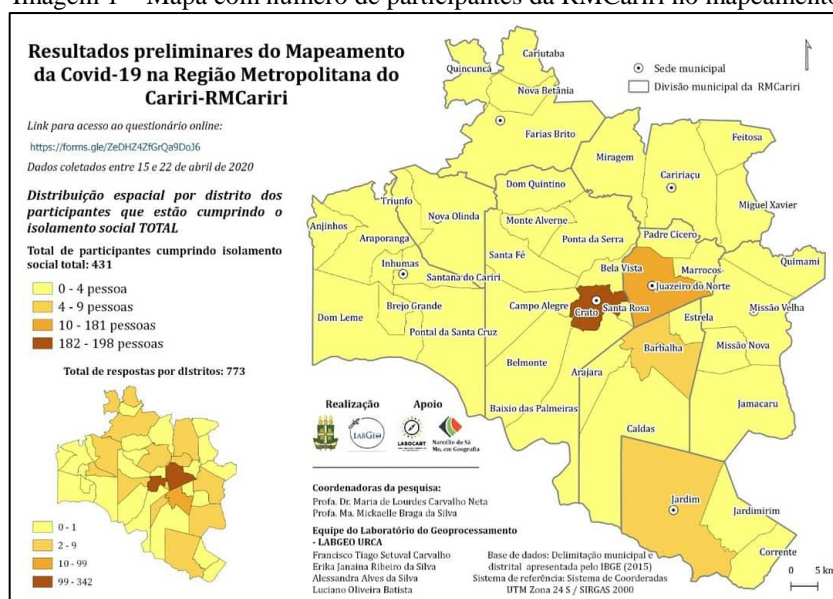 Imagem 1 – Mapa com número de participantes da RMCariri no mapeamento
Resultados preliminares do Mapeamento
da Covid-19 na Região Metropolitana do
Cariri-RMCariri
Link para acesso ao questionário online:
https://forms.gle/ZeDHZ4ZfGrQa9DoJ6
Dados coletados entre 15 e 22 de abril de 2020
Distribuição espacial por distrito dos
participantes que estão cumprindo o
isolamento social TOTAL
Total de participantes cumprindo isolamento
social total: 431
0 - 4 pessoa
4 - 9 pessoas
10 - 181 pessoas
182 - 198 pessoas
Total de respostas por distritos: 773
0 - 1
2 - 9
10 - 99
99 - 342
Sede municipal
Divisão municipal da RMCariri
Cariutaba
Quincuncá
Nova Betânia
Farias Brito
Feitosa
Miragem
Caririaçu
Dom Quintino
Miguel Xavier
Triunfo
Nova Olinda
Monte Alverne
Padre Cícero
Anjinhos
Araporanga
Ponta da Serra
Santa Fé
Quimami
Inhumas
Bela Vista
Marrocos
Santana do Cariri
Juazeiro do Norte
Brejo Grande
Campo Alegre
Crato
Santa Rosa
Estrela
Missão Velha
Dom Leme
Pontal da Santa Cruz
Barbalha
Missão Nova
Belmonte
Arajara
Baixio das Palmeiras
Jamacaru
Caldas
Jardim
Jardimirim
Corrente
Realização
Apoio
LABGEO
LABOCART
Narcélio de Sá
Me. em Geografia
Coordenadoras da pesquisa:
Profa. Dr. Maria de Lourdes Carvalho Neta
Profa. Ma. Mickaelle Braga da Silva
Equipe do Laboratório do Geoprocessamento
- LABGEO URCA
Francisco Tiago Setuval Carvalho
Erika Janaina Ribeiro da Silva
Alessandra Alves da Silva
Luciano Oliveira Batista
Base de dados: Delimitação municipal e
distrital apresentada pelo IBGE (2015)
Sistema de referência: Sistema de Coorderadas
UTM Zona 24 S / SIRGAS 2000
0
5 km